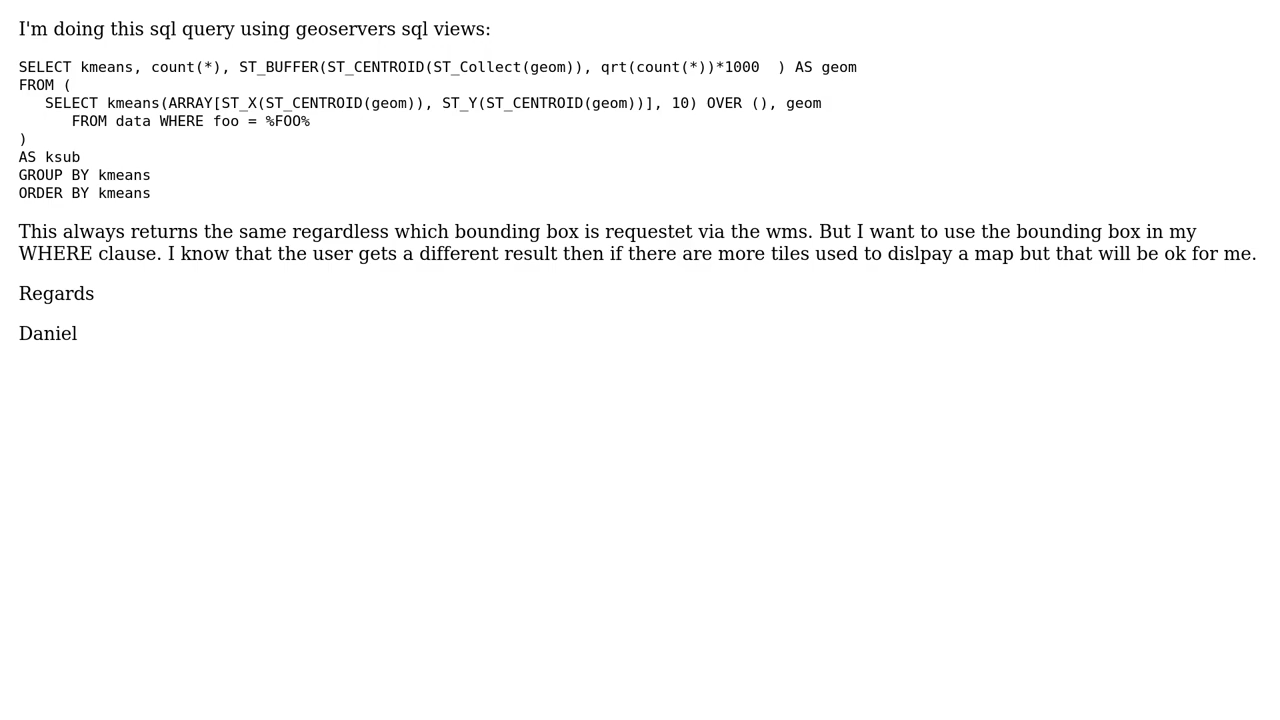 I'm doing this sql query using geoservers sql views:
SELECT kmeans, count(*), ST_BUFFER(ST_CENTROID(ST_Collect(geom)), qrt(count(*))*1000  ) AS geom
FROM (
   SELECT kmeans(ARRAY[ST_X(ST_CENTROID(geom)), ST_Y(ST_CENTROID(geom))], 10) OVER (), geom
      FROM data WHERE foo = %FOO%
)
AS ksub
GROUP BY kmeans
ORDER BY kmeans
This always returns the same regardless which bounding box is requestet via the wms. But I want to use the bounding box in my
WHERE clause. I know that the user gets a different result then if there are more tiles used to dislpay a map but that will be ok for me.
Regards
Daniel